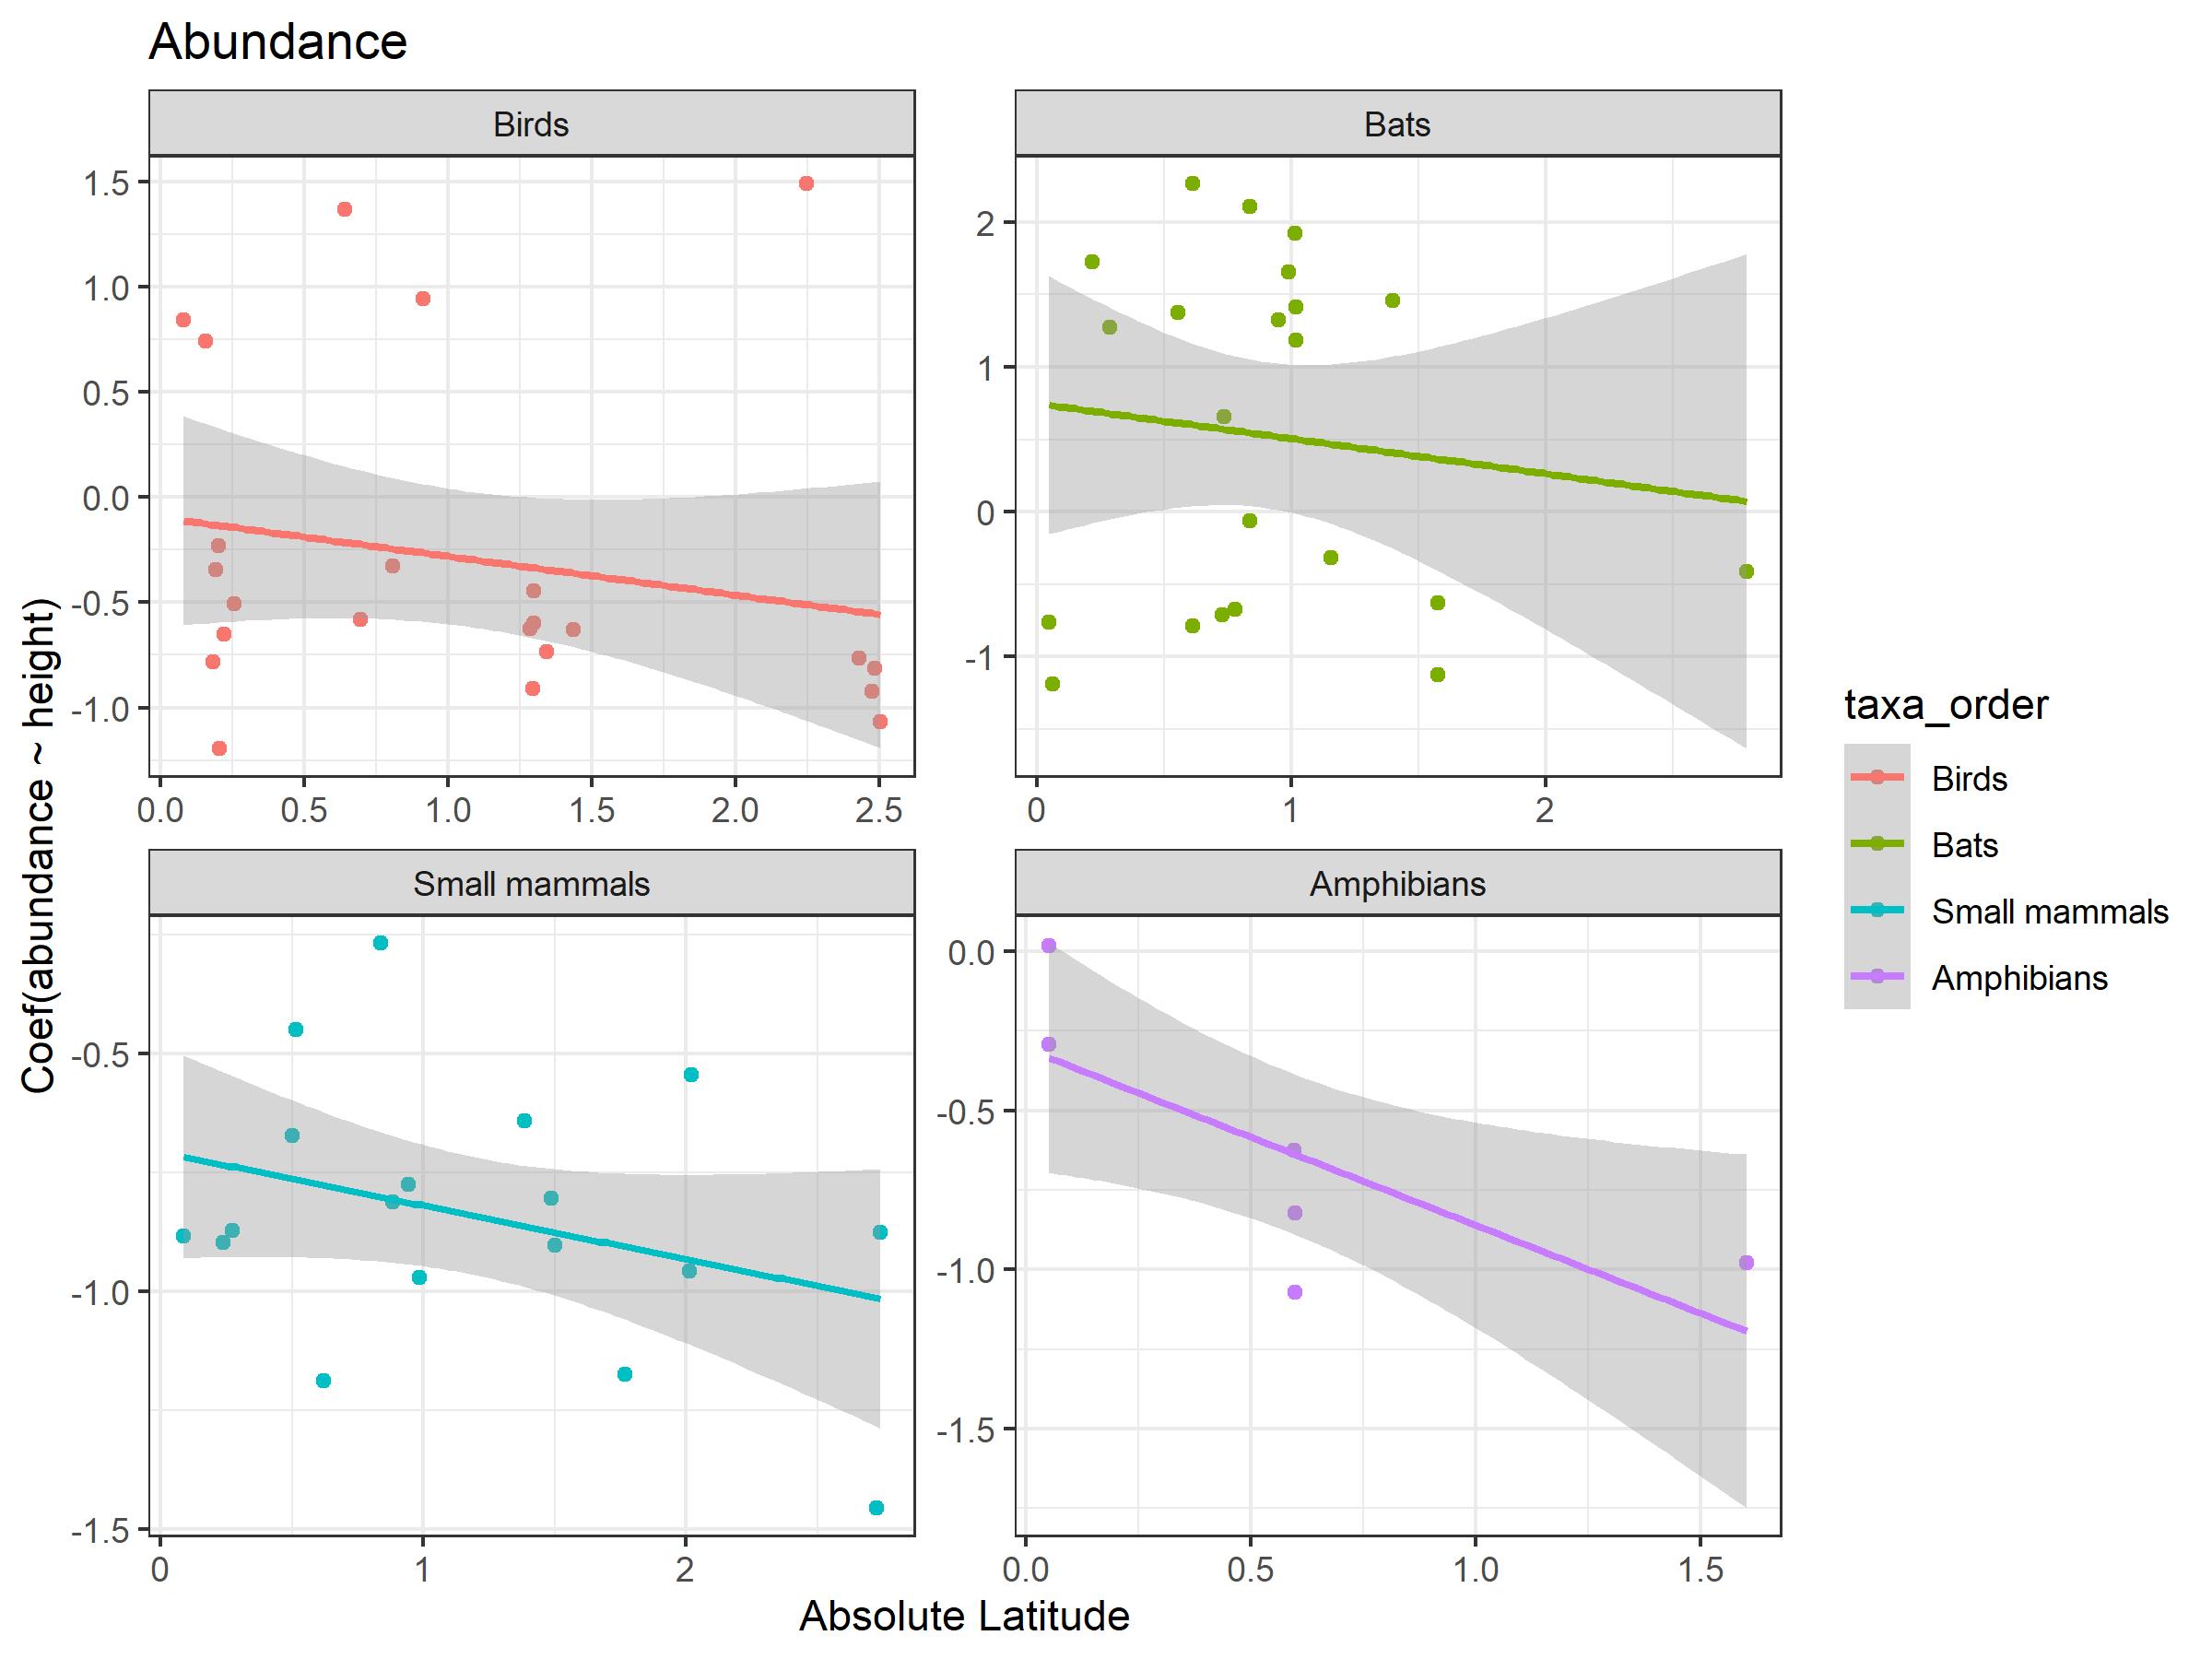 Abundance
Birds
Bats
1.5
1.0
0.5
0.0
-0.5
-1.0
2
1
0
-1
0.0 0.5 1.0 1.5 2.0 2.5
0 1 2
Small mammals
Amphibians
-0.5
-1.0
-1.5
0.0
-0.5
-1.0
-1.5
0 1 2
0.0 0.5 1.0 1.5
Absolute Latitude
Coef(abundance ~ height)
taxa_order
Birds
Bats
Small mammals
Amphibians